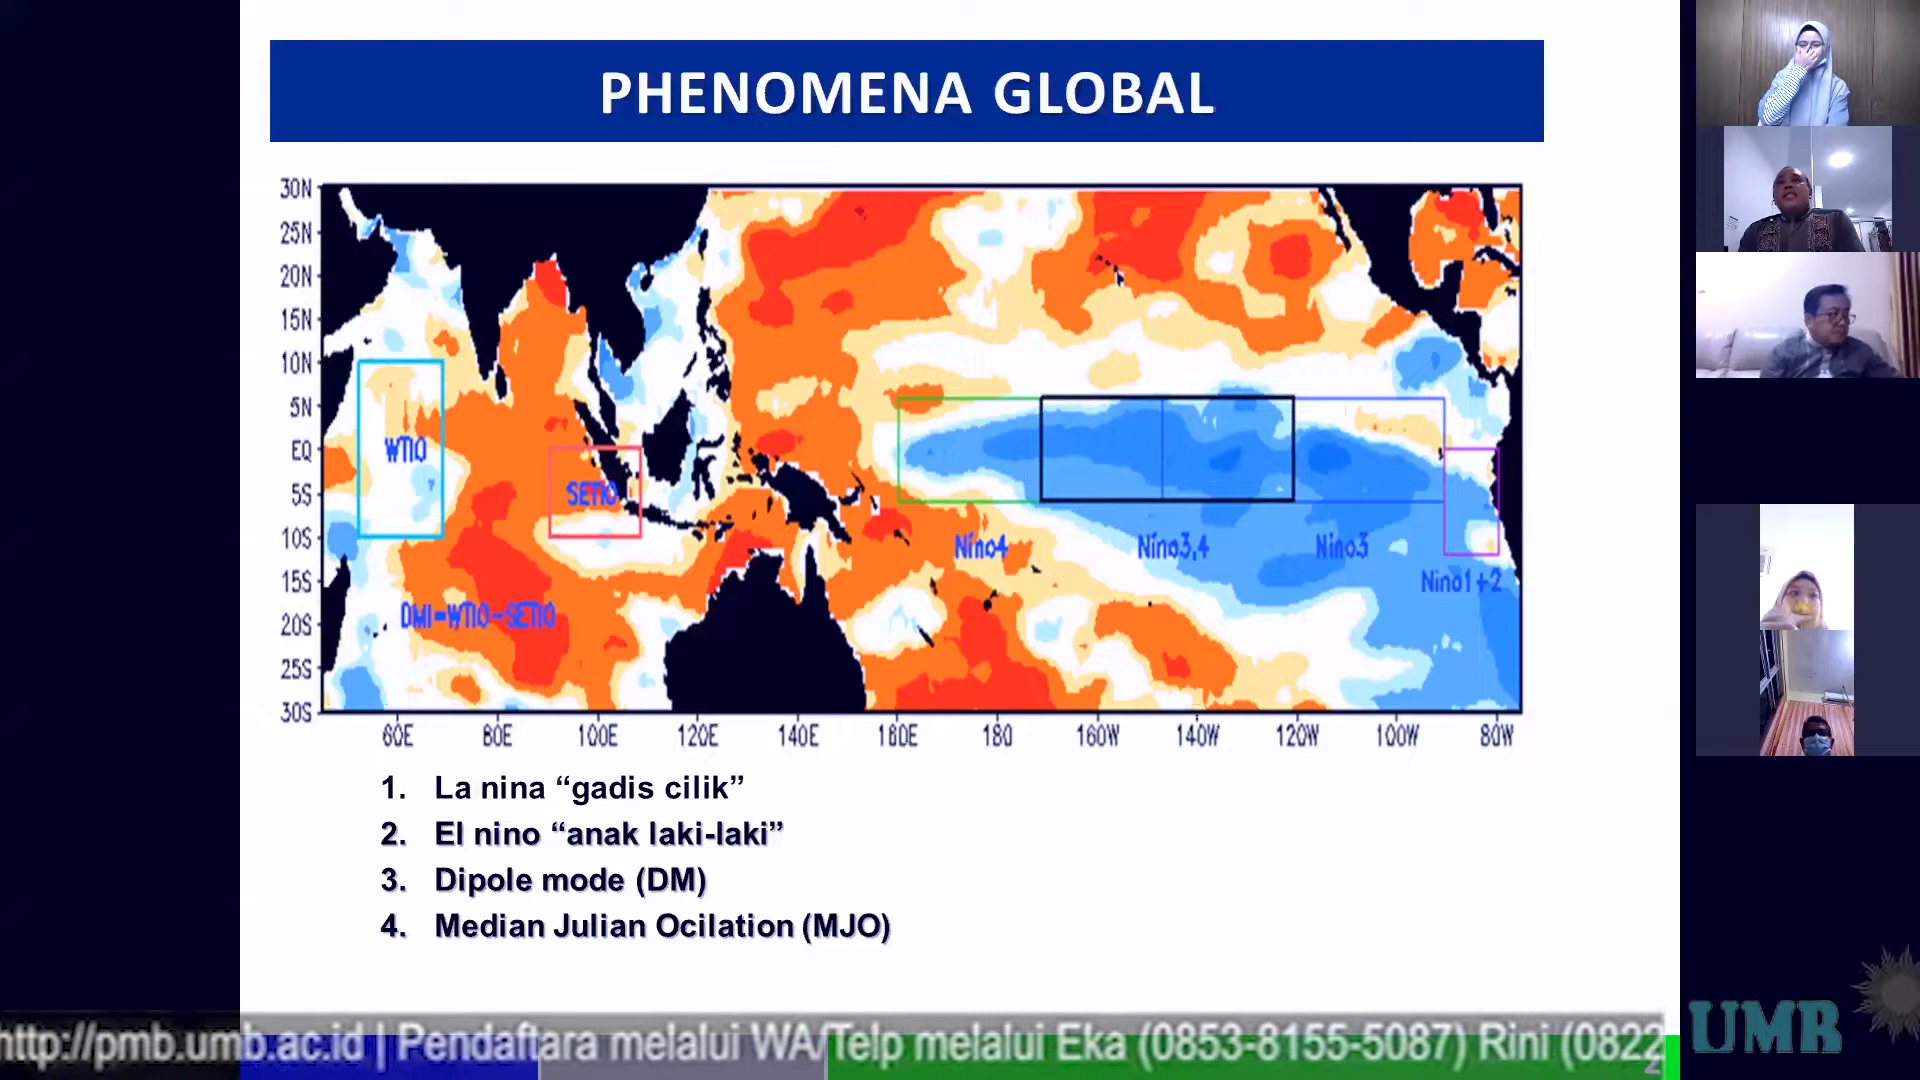 PHENOMENA GLOBAL
30N
25N
20N
15N
10N
5N
EQ
5S
10S
15S
20S
25S
30S
WTIO
SETIO
DMI=WTIO-SETIO
Nino4
Nino3,4
Nino3
Nino1+2
60E 80E 100E 120E 140E 160E 180 160W 140W 120W 100W 80W
1. La nina “gadis cilik”
2. El nino “anak laki-laki”
3. Dipole mode (DM)
4. Median Julian Ocilation (MJO)
http://pmb.umb.ac.id | Pendaftara melalui WA/Telp melalui Eka (0853-8155-5087) Rini (0822
2
UMB